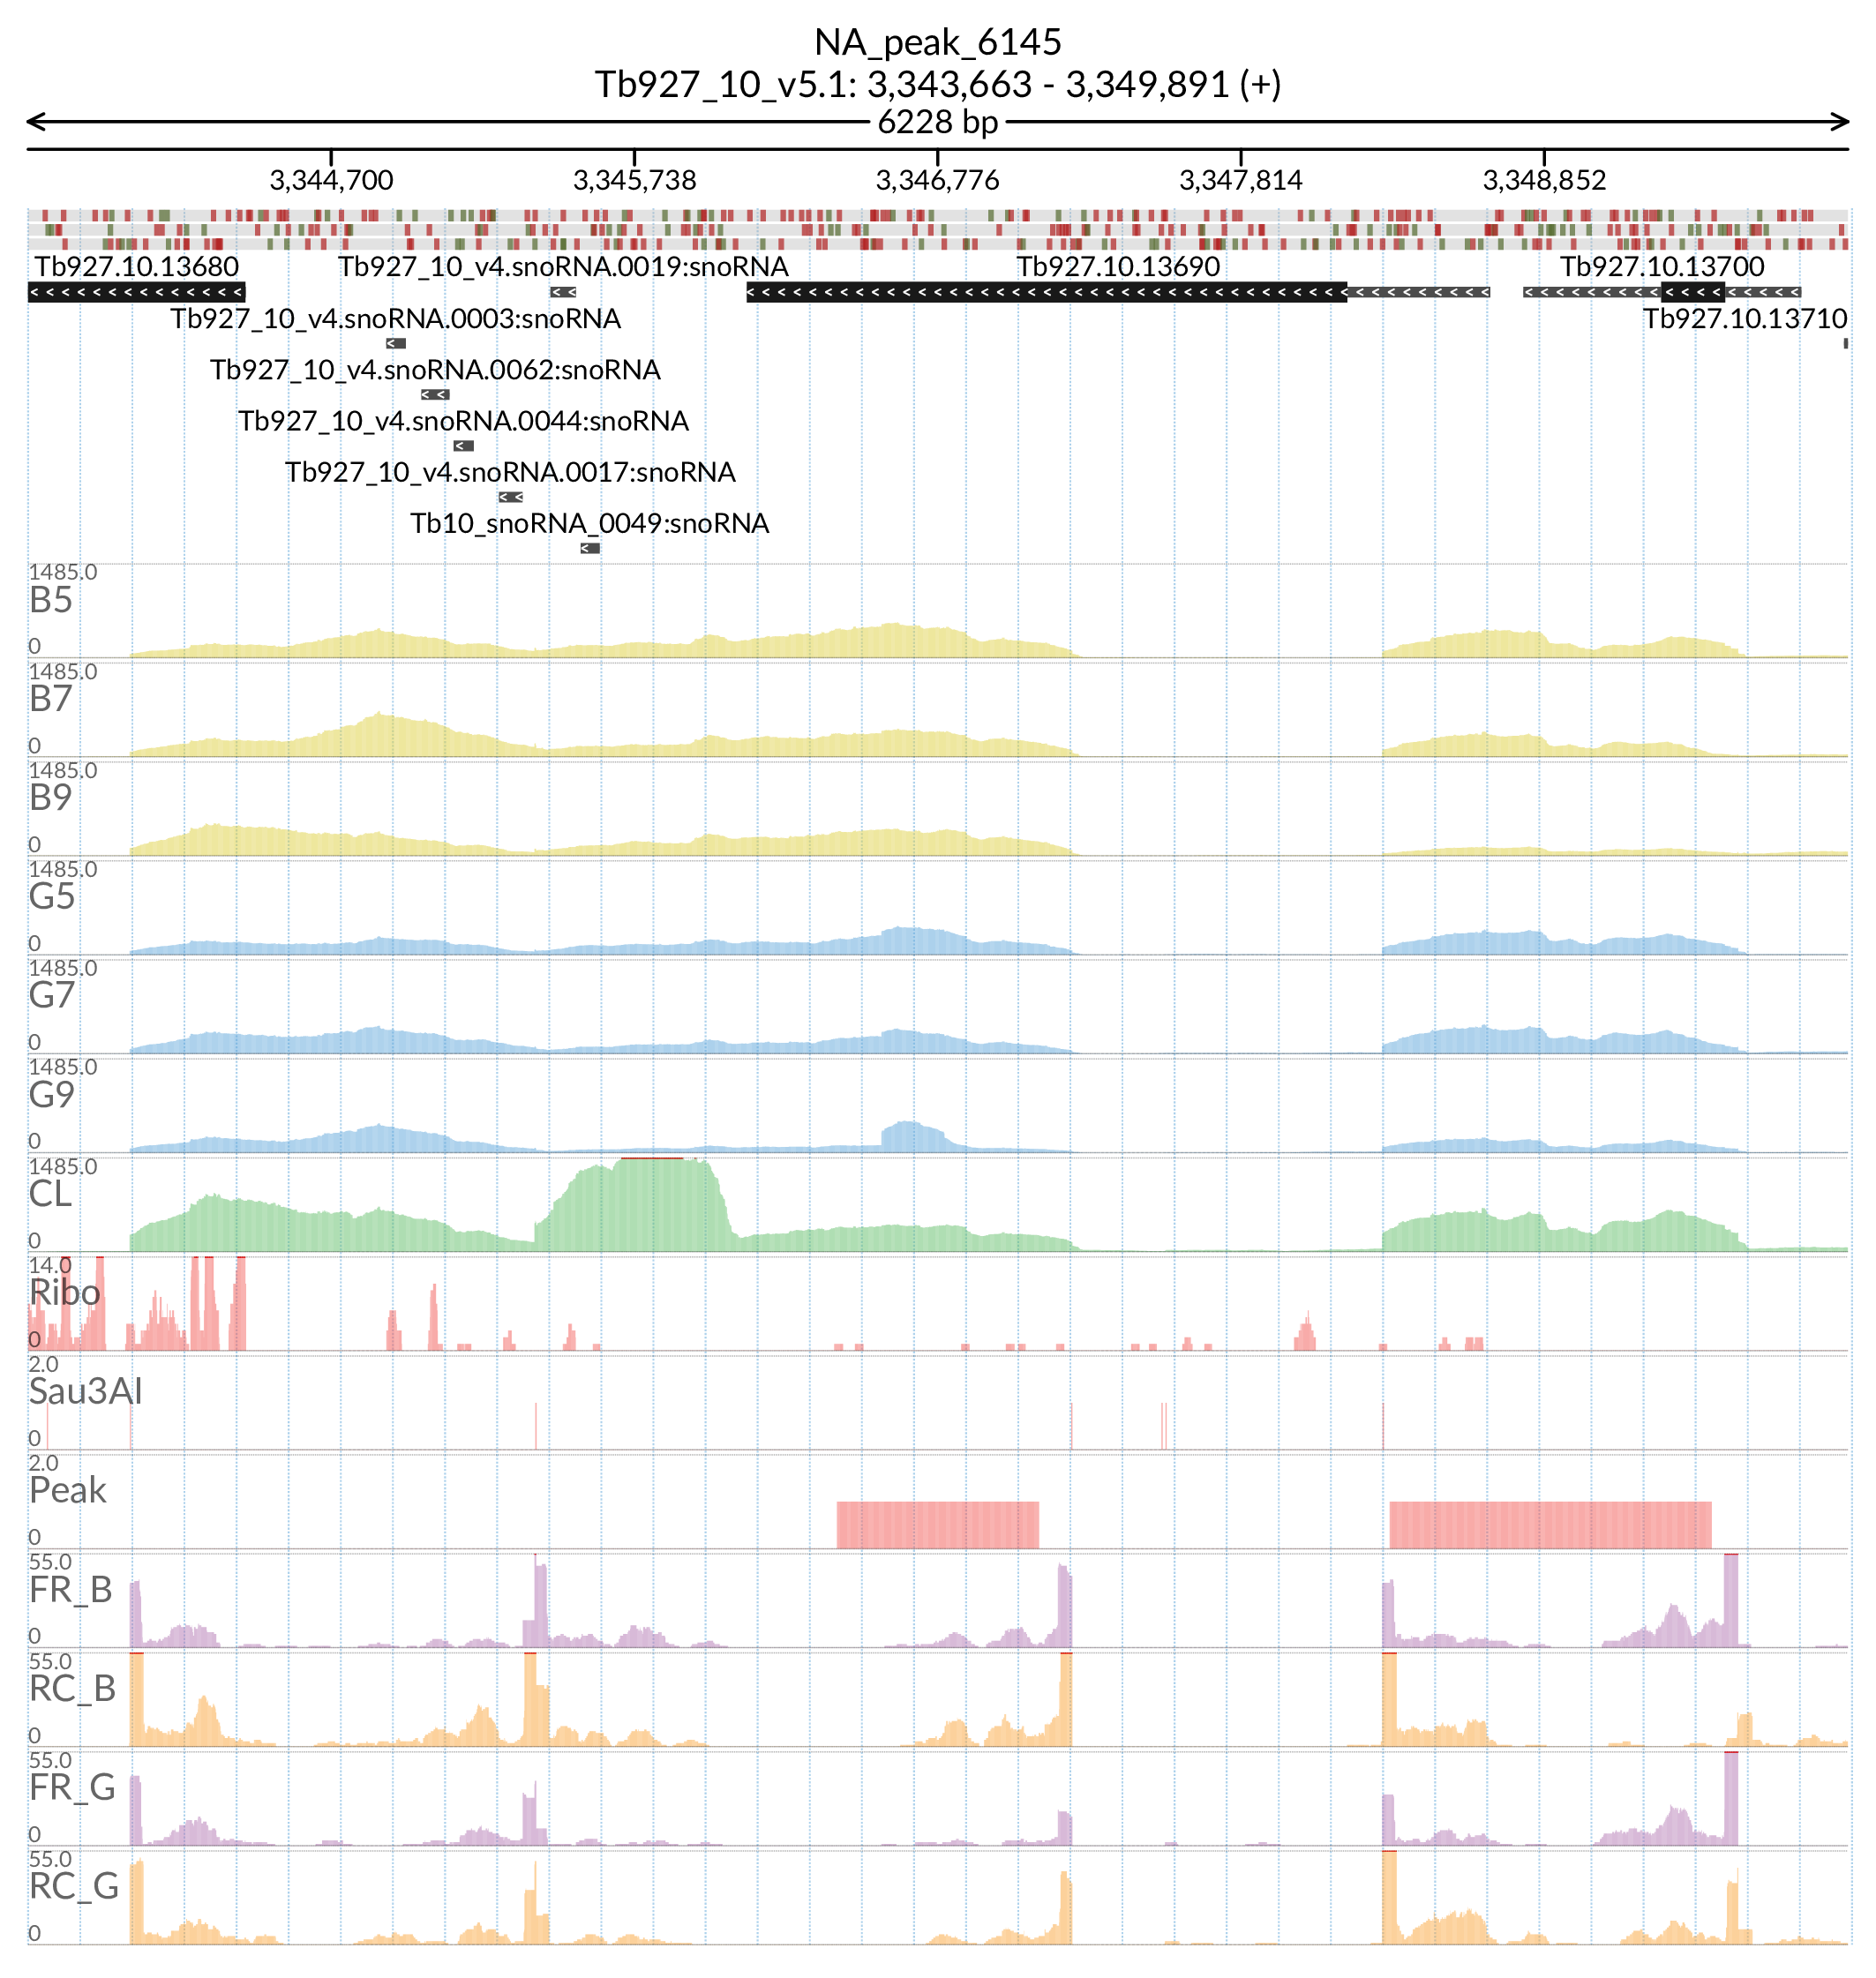 NA_peak_6145
Tb927_10_v5.1: 3,343,663 - 3,349,891 (+)
6228 bp
3,344,700 3,345,738 3,346,776 3,347,814 3,348,852
Tb927.10.13680 Tb927_10_v4.snoRNA.0019:snoRNA Tb927.10.13690 Tb927.10.13700
Tb927_10_v4.snoRNA.0003:snoRNA Tb927.10.13710
Tb927_10_v4.snoRNA.0062:snoRNA
Tb927_10_v4.snoRNA.0044:snoRNA
Tb927_10_v4.snoRNA.0017:snoRNA
Tb10_snoRNA_0049:snoRNA
1485.0
B5
0
1485.0
B7
0
1485.0
B9
0
1485.0
G5
0
1485.0
G7
0
1485.0
G9
0
1485.0
CL
0
14.0
Ribo
0
2.0
Sau3AI
0
2.0
Peak
0
55.0
FR_B
0
55.0
RC_B
0
55.0
FR_G
0
55.0
RC_G
0